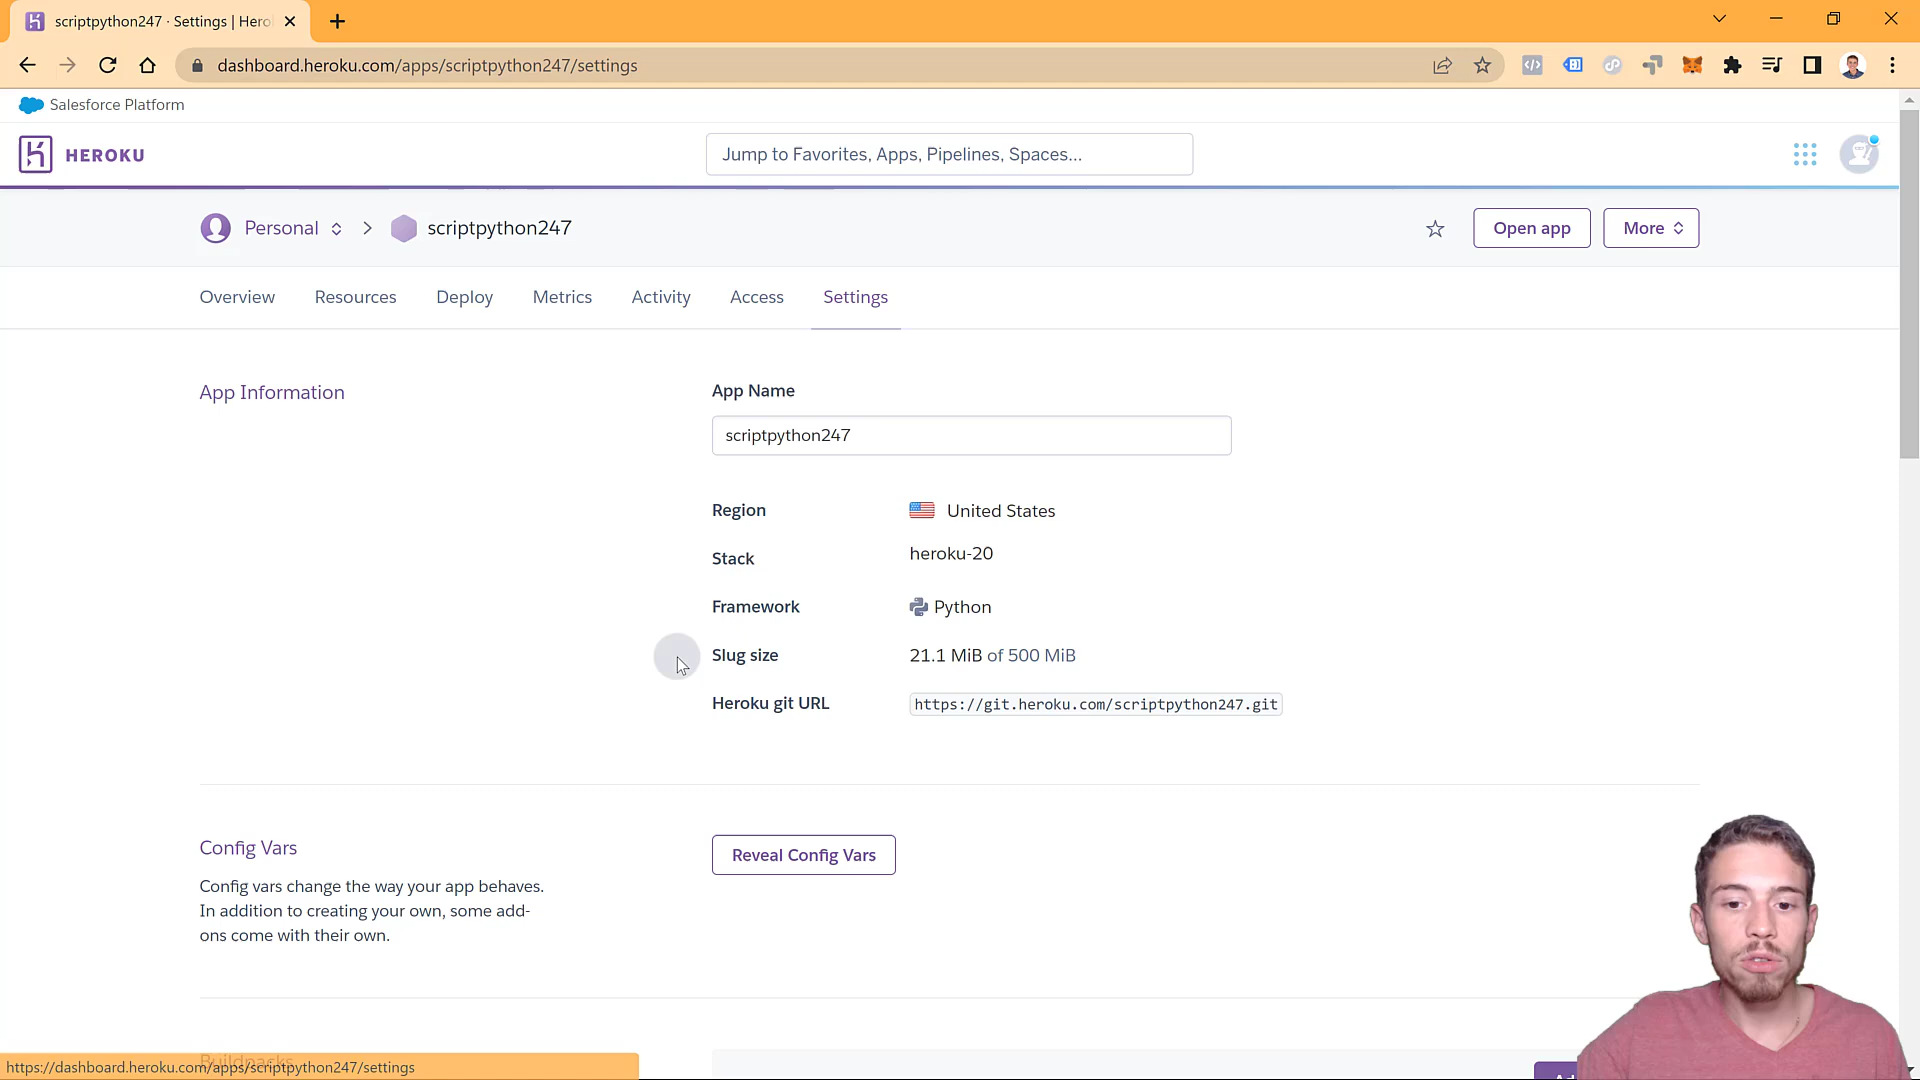 scriptpython247 · Settings | Hero
dashboard.heroku.com/apps/scriptpython247/settings
Salesforce Platform
HEROKU
Jump to Favorites, Apps, Pipelines, Spaces...
Personal
scriptpython247
Open app
More
Overview
Resources
Deploy
Metrics
Activity
Access
Settings
App Information
App Name
scriptpython247
Region
United States
Stack
heroku-20
Framework
Python
Slug size
21.1 MiB of 500 MiB
Heroku git URL
https://git.heroku.com/scriptpython247.git
Config Vars
Config vars change the way your app behaves.
In addition to creating your own, some add-
ons come with their own.
Reveal Config Vars
Buildpacks
https://dashboard.heroku.com/apps/scriptpython247/settings